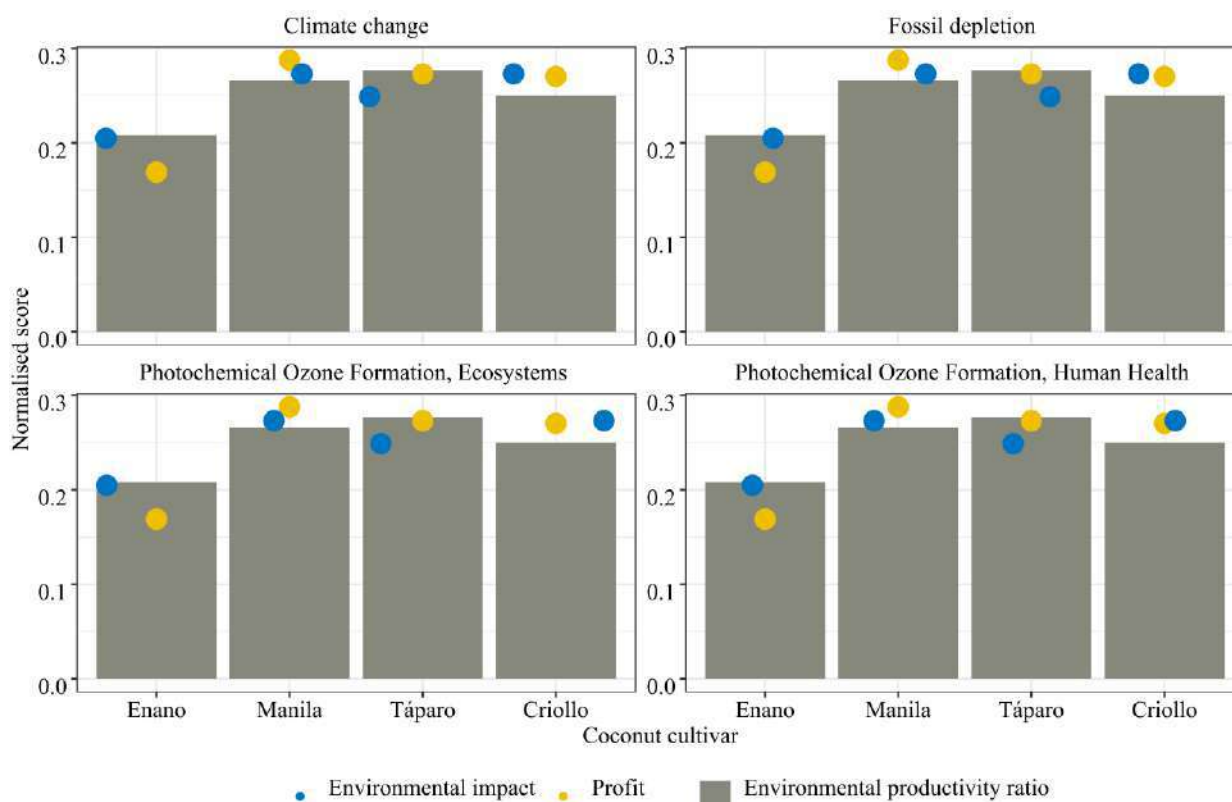 Climate change
Fossil depletion
0.3
0.2
0.1
0.0
0.3
0.2
0.1
0.0
Normalised score
Photochemical Ozone Formation, Ecosystems
Photochemical Ozone Formation, Human Health
0.3
0.2
0.1
0.0
0.3
0.2
0.1
0.0
Enano Manila Táparo Criollo
Enano Manila Táparo Criollo
Coconut cultivar
Environmental impact Profit Environmental productivity ratio